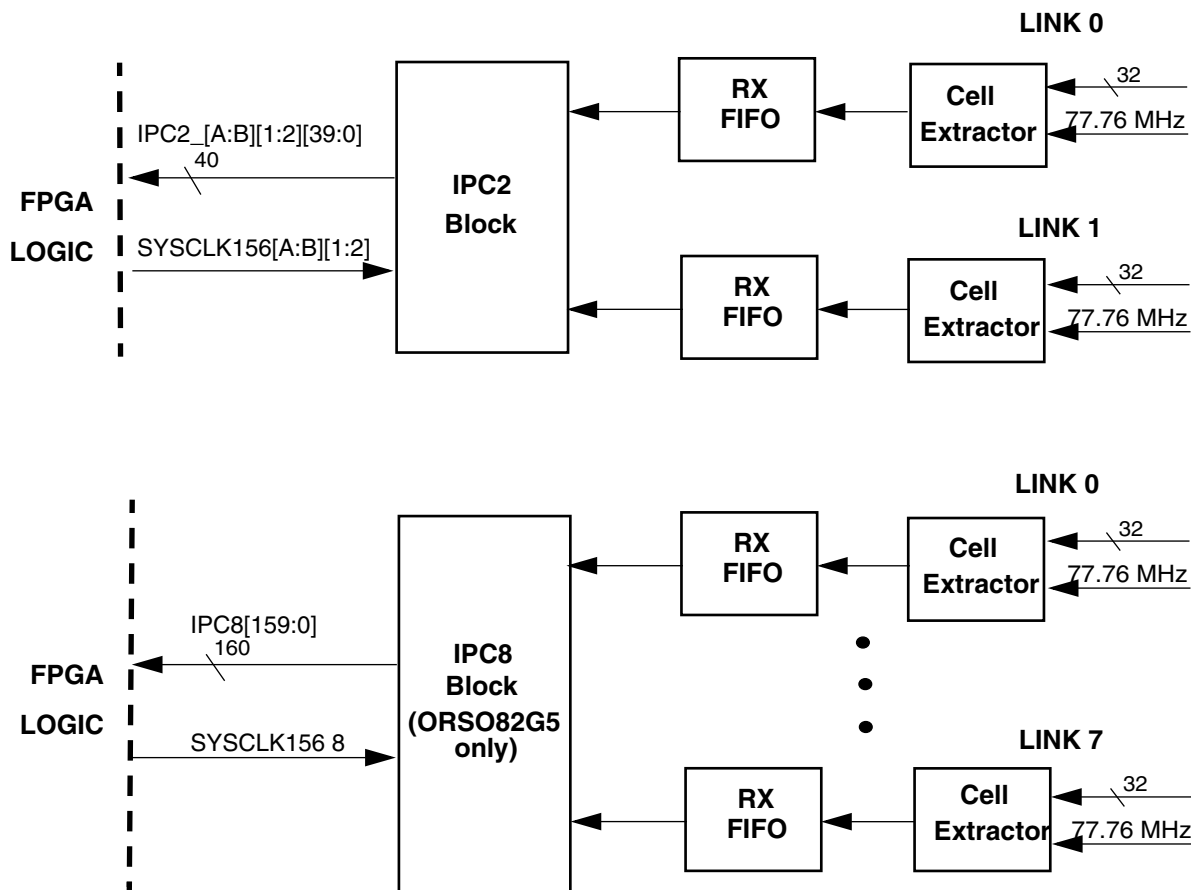 LINK 0
32
77.76 MHz
Cell
Extractor
RX
FIFO
IPC2_[A:B][1:2][39:0]
40
IPC2
Block
FPGA
LOGIC
SYSCLK156[A:B][1:2]
LINK 1
32
77.76 MHz
Cell
Extractor
RX
FIFO
LINK 0
32
77.76 MHz
Cell
Extractor
RX
FIFO
IPC8[159:0]
160
IPC8
Block
(ORSO82G5
only)
FPGA
LOGIC
SYSCLK156 8
LINK 7
32
77.76 MHz
Cell
Extractor
RX
FIFO